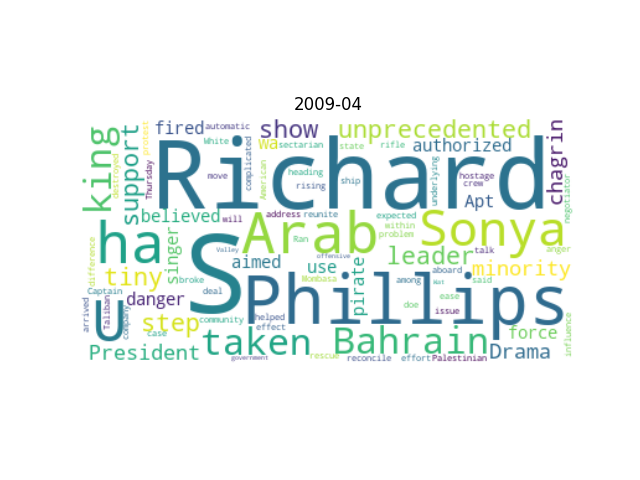 2009-04
fired automatic show unprecedented
White sectarian wa rifle state authorized
king support protest destroyed Thursday Richard chagrin
complicated American underlying
move heading rising ship hostage crew Apt negotiator
believed will address reunite Arab Sonya
expected within problem
ha S singer difference Ran Valley offensive leader talk anger
aimed use pirate among aboard said minority
tiny broke Mombasa Phillips
U Captain danger deal doe ease
Taliban arrived company helped issue
step community effect force influence
case taken Bahrain
President rescue reconcile effort Palestinian Drama
government